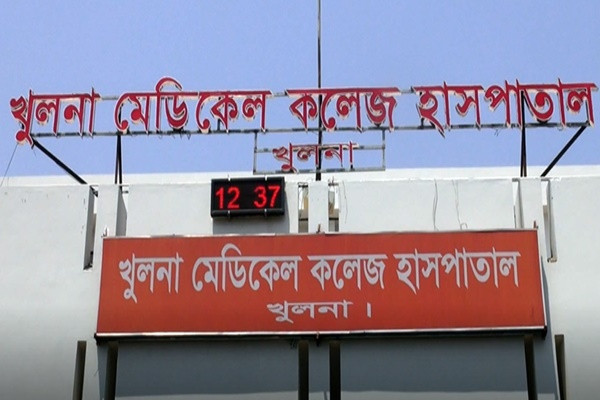 খুলনা মেডিকেল কলেজ হাসপাতাল
খুলনা
12 37
খুলনা মেডিকেল কলেজ হাসপাতাল
খুলনা।